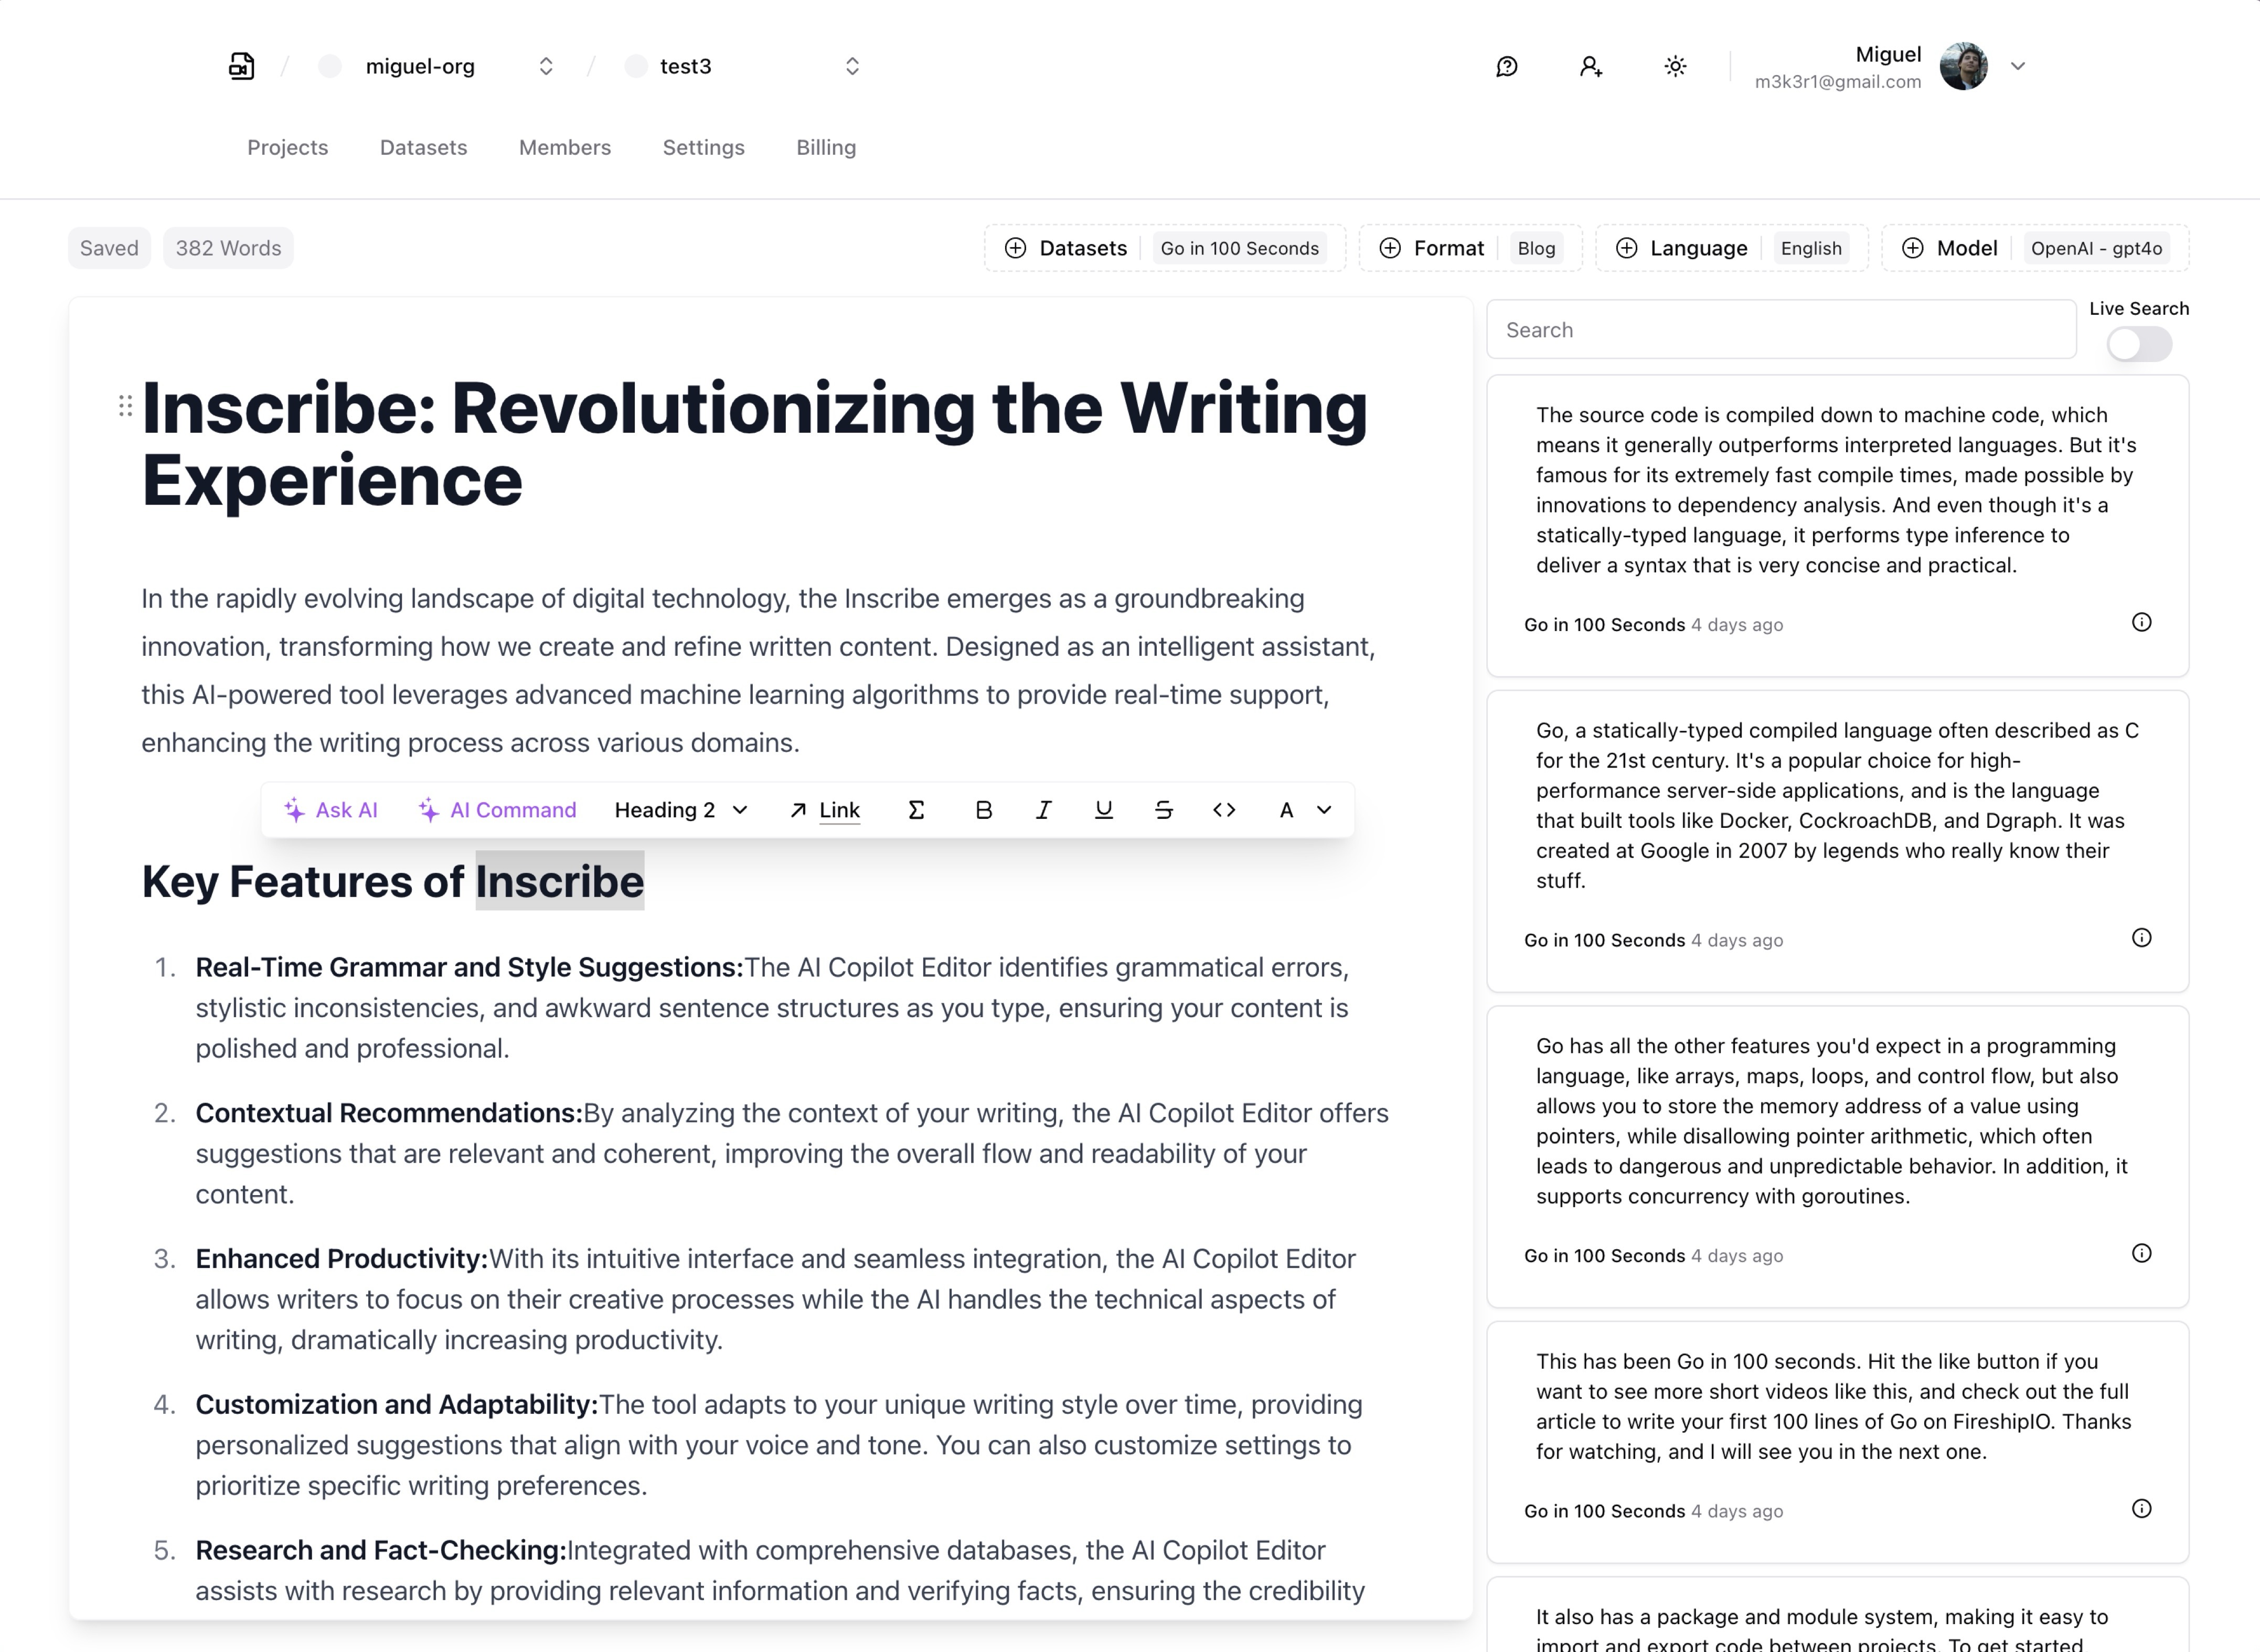 miguel-org
test3
Miguel
m3k3r1@gmail.com
Projects
Datasets
Members
Settings
Billing
Saved
382 Words
Datasets
Go in 100 Seconds
Format
Blog
Language
English
Model
OpenAI - gpt4o
Inscribe: Revolutionizing the Writing
Experience
In the rapidly evolving landscape of digital technology, the Inscribe emerges as a groundbreaking
innovation, transforming how we create and refine written content. Designed as an intelligent assistant,
this AI-powered tool leverages advanced machine learning algorithms to provide real-time support,
enhancing the writing process across various domains.
Ask AI
AI Command
Heading 2
Link
Σ
B
I
U
S
<>
A
Key Features of Inscribe
1. Real-Time Grammar and Style Suggestions:The AI Copilot Editor identifies grammatical errors,
stylistic inconsistencies, and awkward sentence structures as you type, ensuring your content is
polished and professional.
2. Contextual Recommendations:By analyzing the context of your writing, the AI Copilot Editor offers
suggestions that are relevant and coherent, improving the overall flow and readability of your
content.
3. Enhanced Productivity:With its intuitive interface and seamless integration, the AI Copilot Editor
allows writers to focus on their creative processes while the AI handles the technical aspects of
writing, dramatically increasing productivity.
4. Customization and Adaptability:The tool adapts to your unique writing style over time, providing
personalized suggestions that align with your voice and tone. You can also customize settings to
prioritize specific writing preferences.
5. Research and Fact-Checking:Integrated with comprehensive databases, the AI Copilot Editor
assists with research by providing relevant information and verifying facts, ensuring the credibility
Search
Live Search
The source code is compiled down to machine code, which
means it generally outperforms interpreted languages. But it's
famous for its extremely fast compile times, made possible by
innovations to dependency analysis. And even though it's a
statically-typed language, it performs type inference to
deliver a syntax that is very concise and practical.
Go in 100 Seconds 4 days ago
Go, a statically-typed compiled language often described as C
for the 21st century. It's a popular choice for high-
performance server-side applications, and is the language
that built tools like Docker, CockroachDB, and Dgraph. It was
created at Google in 2007 by legends who really know their
stuff.
Go in 100 Seconds 4 days ago
Go has all the other features you'd expect in a programming
language, like arrays, maps, loops, and control flow, but also
allows you to store the memory address of a value using
pointers, while disallowing pointer arithmetic, which often
leads to dangerous and unpredictable behavior. In addition, it
supports concurrency with goroutines.
Go in 100 Seconds 4 days ago
This has been Go in 100 seconds. Hit the like button if you
want to see more short videos like this, and check out the full
article to write your first 100 lines of Go on FireshipIO. Thanks
for watching, and I will see you in the next one.
Go in 100 Seconds 4 days ago
It also has a package and module system, making it easy to
import and export code between projects. To get started